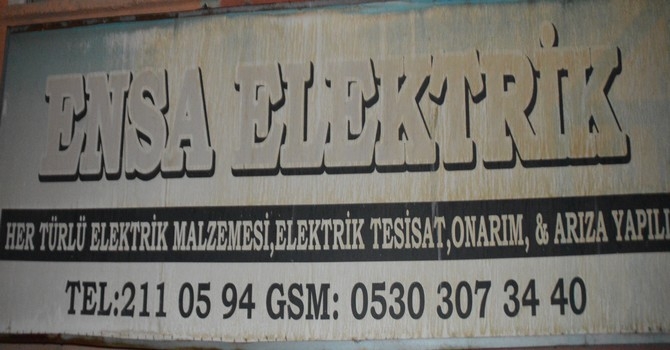 ENSA ELEKTRİK
HER TÜRLÜ ELEKTRİK MALZEMESİ,ELEKTRİK TESİSAT,ONARIM, & ARIZA YAPILI
TEL:211 05 94 GSM: 0530 307 34 40